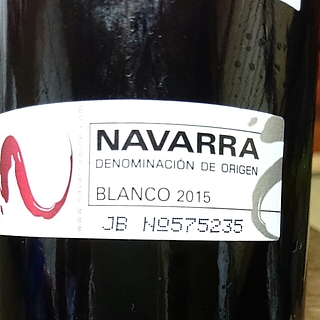 NAVARRA
DENOMINACIÓN DE ORIGEN
BLANCO 2015
JB Nº575235